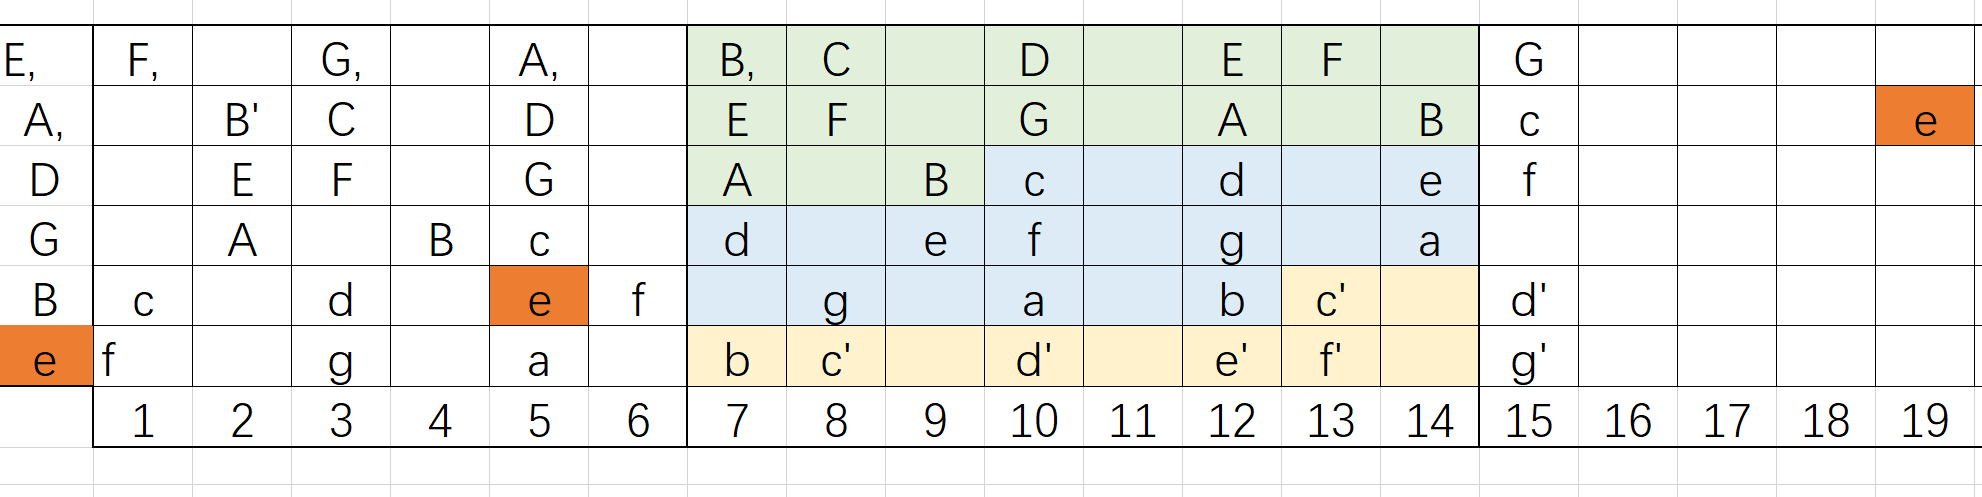 E, F, G, A, B, C D E F G
A, B' C D E F G A B c e
D E F G A B c d e f
G A B c d e f g a
B c d e f g a b c' d'
e f g a b c' d' e' f' g'
1 2 3 4 5 6 7 8 9 10 11 12 13 14 15 16 17 18 19